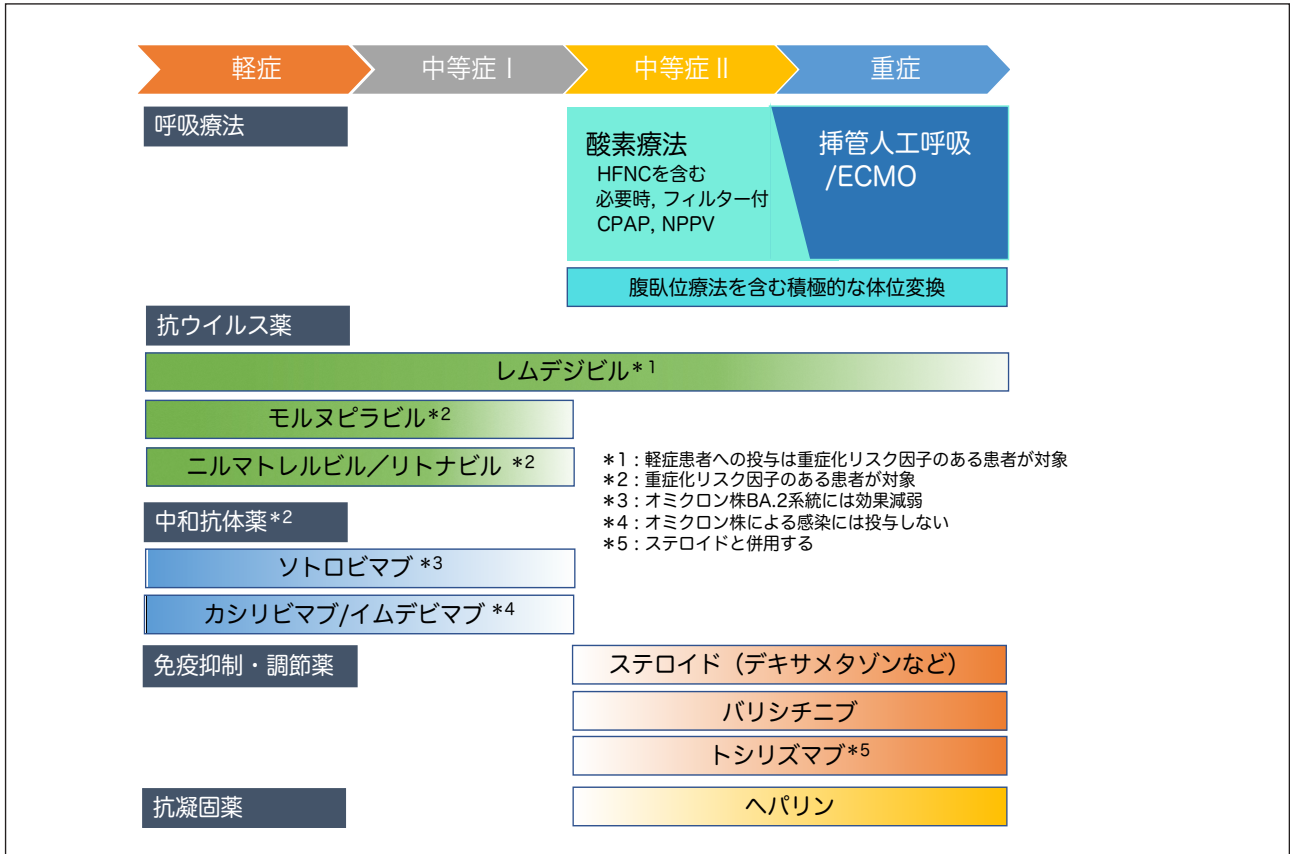 軽症
中等症Ⅰ
中等症Ⅱ
重症
呼吸療法
酸素療法
HFNCを含む
必要時, フィルター付
CPAP, NPPV
挿管人工呼吸
/ECMO
腹臥位療法を含む積極的な体位変換
抗ウイルス薬
レムデジビル*1
モルヌピラビル*2
ニルマトレルビル／リトナビル *2
*1：軽症患者への投与は重症化リスク因子のある患者が対象
*2：重症化リスク因子のある患者が対象
*3：オミクロン株BA.2系統には効果減弱
*4：オミクロン株による感染には投与しない
*5：ステロイドと併用する
中和抗体薬*2
ソトロビマブ *3
カシリビマブ/イムデビマブ *4
免疫抑制・調節薬
ステロイド（デキサメタゾンなど）
バリシチニブ
トシリズマブ*5
抗凝固薬
ヘパリン